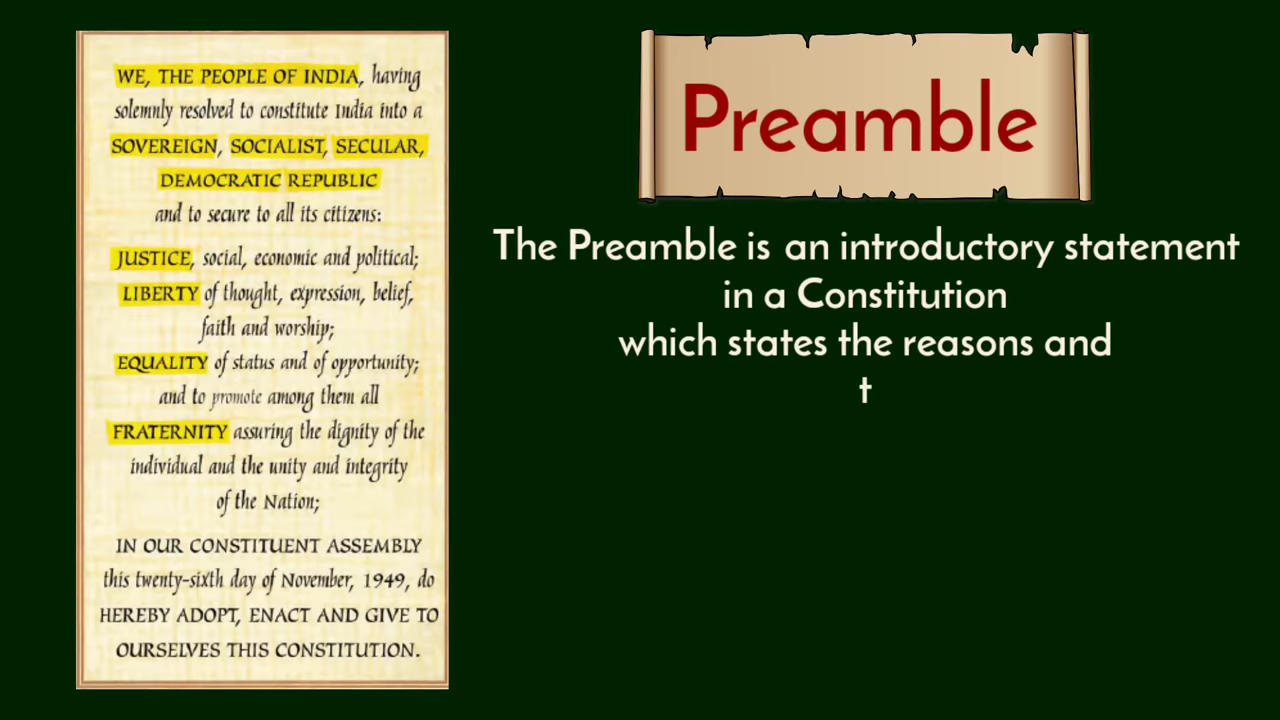 WE, THE PEOPLE OF INDIA, having
solemnly resolved to constitute India into a
SOVEREIGN, SOCIALIST, SECULAR,
DEMOCRATIC REPUBLIC
and to secure to all its citizens:
JUSTICE, social, economic and political;
LIBERTY of thought, expression, belief,
faith and worship;
EQUALITY of status and of opportunity;
and to promote among them all
FRATERNITY assuring the dignity of the
individual and the unity and integrity
of the Nation;
IN OUR CONSTITUENT ASSEMBLY
this twenty-sixth day of November, 1949, do
HEREBY ADOPT, ENACT AND GIVE TO
OURSELVES THIS CONSTITUTION.
Preamble
The Preamble is an introductory statement
in a Constitution
which states the reasons and
t